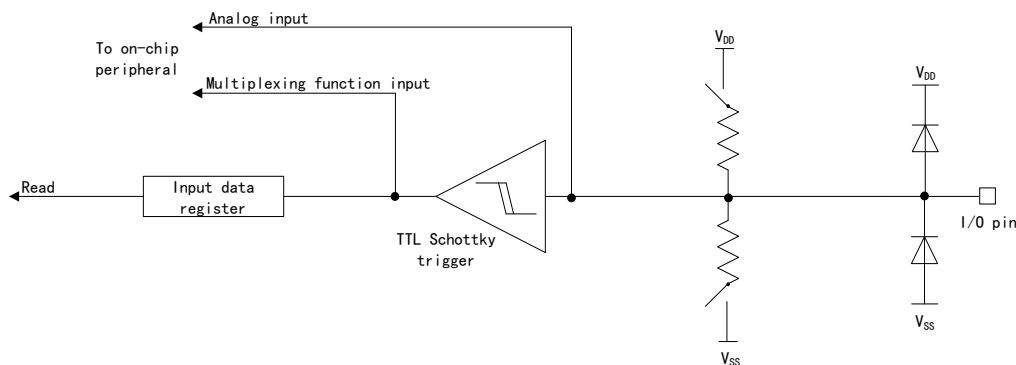 Analog input
To on-chip
peripheral
Multiplexing function input
Read
Input data
register
TTL Schottky
trigger
VDD
VSS
VDD
VSS
I/O pin